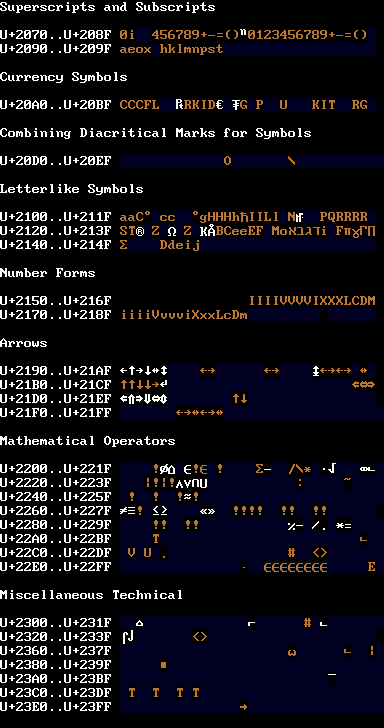 Superscripts and Subscripts
U+2070..U+208F 0i  456789+-=()ⁿ0123456789+-=()
U+2090..U+209F aeox hklmnpst
Currency Symbols
U+20A0..U+20BF CCCFL  ₧RKID€ ₮G P  U   KIT  RG
Combining Diacritical Marks for Symbols
U+20D0..U+20EF O \
Letterlike Symbols
U+2100..U+211F aaC° cc  °gHHHhħIILl N PQRRRR
U+2120..U+213F ST® Z Ω Z KÅBCeeEF Moאבגדi FπɣΓΠ
U+2140..U+214F Σ    Ddeij
Number Forms
U+2150..U+216F IIIIVVVVIXXXLCDM
U+2170..U+218F iiiiVvvviXxxLcDm
Arrows
U+2190..U+21AF ←↑→↓↔↕ ↔ ↔ ↨↔↔↔ ↔
U+21B0..U+21CF ↑↑↓↓→↵
U+21D0..U+21EF ⇐⇑⇒⇓⇔⇕ ↑↓
U+21F0..U+21FF
Mathematical Operators
U+2200..U+221F
U+2220..U+223F
U+2240..U+225F ! ! !≈!
U+2260..U+227F ≠≡! ≤≥ «» !!!! !! !!
U+2280..U+229F
U+22A0..U+22BF
U+22C0..U+22DF V U . # <>
U+22E0..U+22FF · ∈∈∈∈∈∈∈∈ E
Miscellaneous Technical
U+2300..U+231F ⌂ ⌐ # ⌙
U+2320..U+233F ⌠⌡ <>
U+2360..U+237F
U+2380..U+239F
U+23A0..U+23BF
U+23C0..U+23DF T T T T
U+23E0..U+23FF →